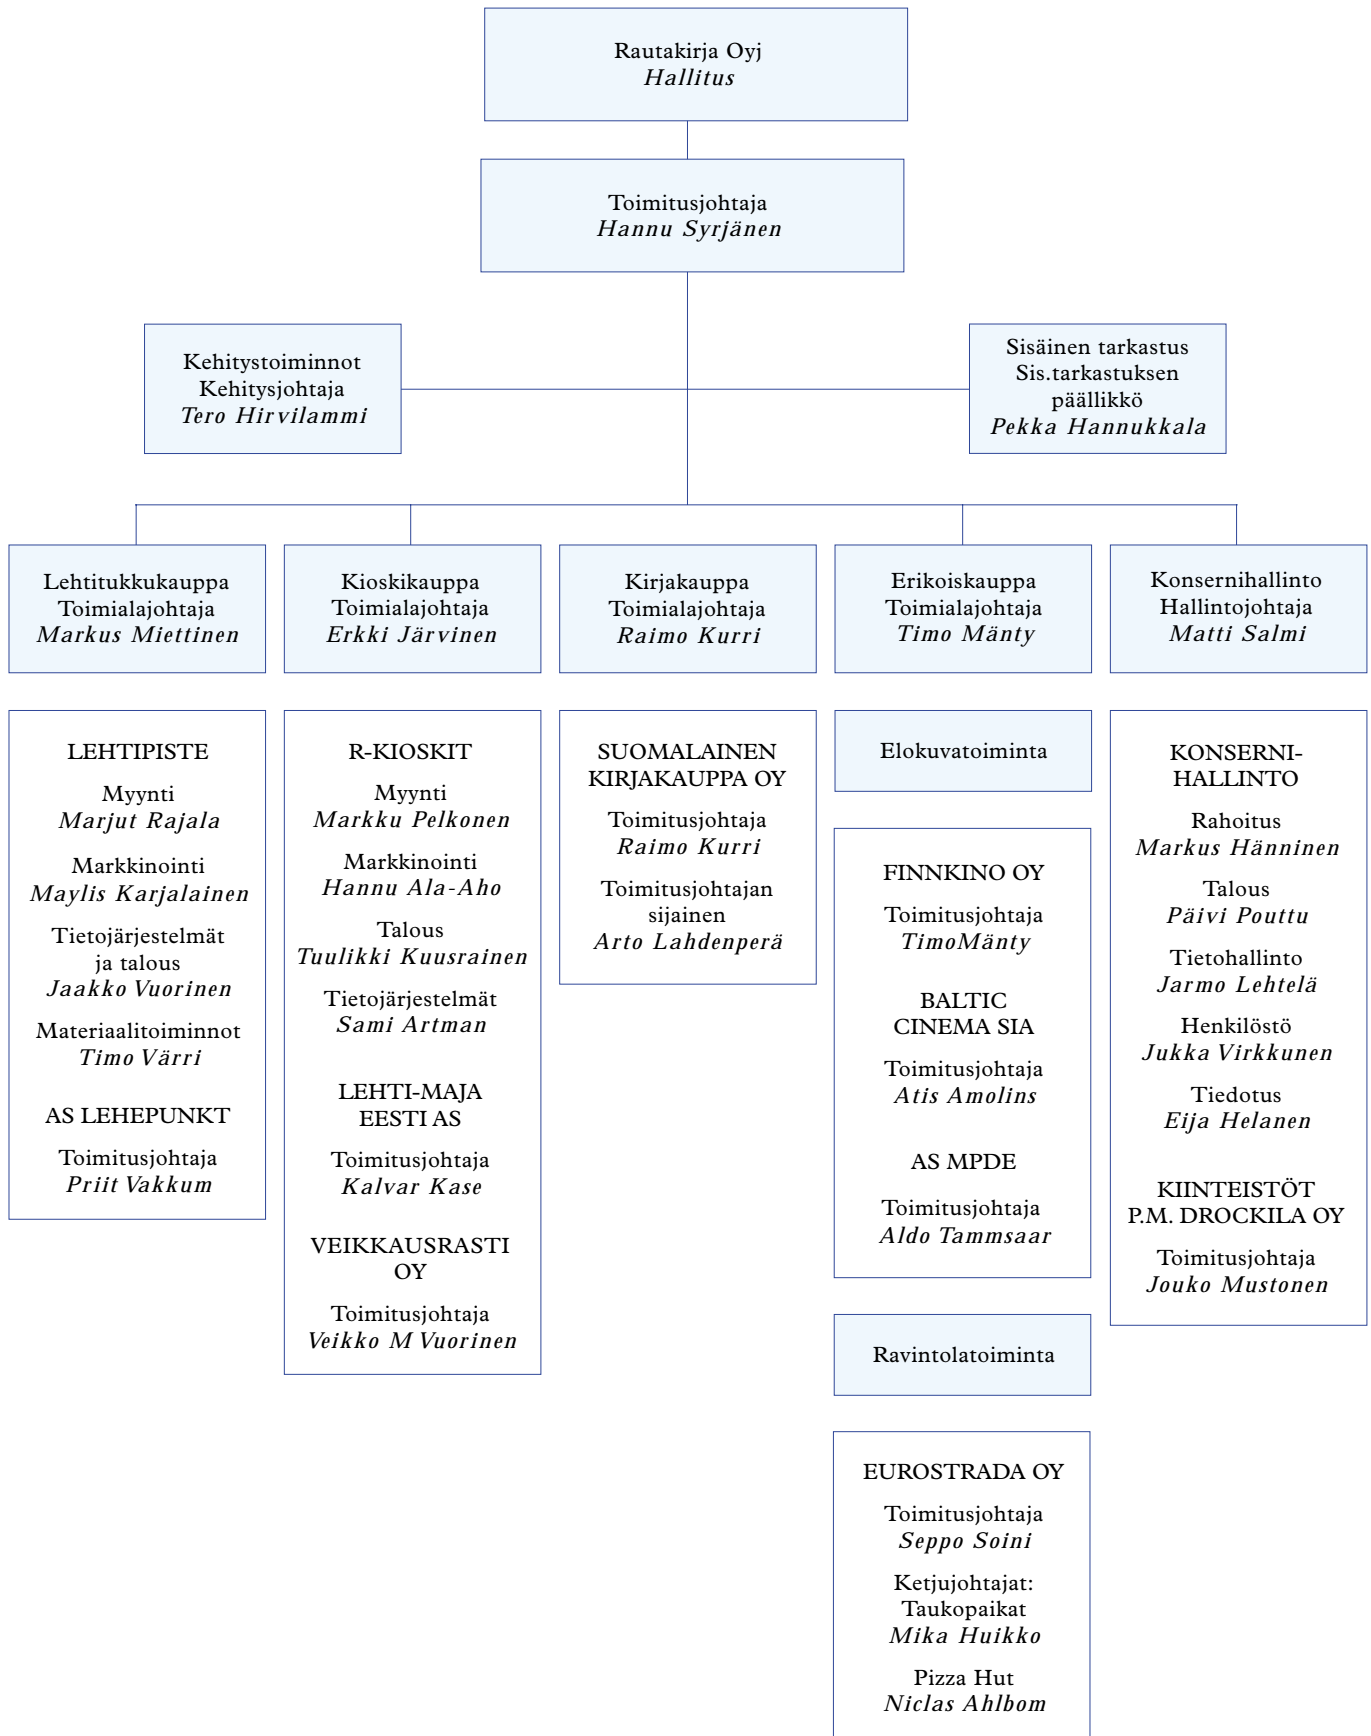 Rautakirja Oyj
Hallitus
Toimitusjohtaja
Hannu Syrjänen
Kehitystoiminnot
Kehitysjohtaja
Tero Hirvilammi
Sisäinen tarkastus
Sis.tarkastuksen
päällikkö
Pekka Hannukkala
Lehtitukkukauppa
Toimialajohtaja
Markus Miettinen
Kioskikauppa
Toimialajohtaja
Erkki Järvinen
Kirjakauppa
Toimialajohtaja
Raimo Kurri
Erikoiskauppa
Toimialajohtaja
Timo Mänty
Konsernihallinto
Hallintojohtaja
Matti Salmi
LEHTIPISTE
Myynti
Marjut Rajala
Markkinointi
Maylis Karjalainen
Tietojärjestelmät
ja talous
Jaakko Vuorinen
Materiaalitoiminnot
Timo Värri
AS LEHEPUNKT
Toimitusjohtaja
Priit Vakkum
R-KIOSKIT
Myynti
Markku Pelkonen
Markkinointi
Hannu Ala-Aho
Talous
Tuulikki Kuusrainen
Tietojärjestelmät
Sami Artman
LEHTI-MAJA
EESTI AS
Toimitusjohtaja
Kalvar Kase
VEIKKAUSRASTI
OY
Toimitusjohtaja
Veikko M Vuorinen
SUOMALAINEN
KIRJAKAUPPA OY
Toimitusjohtaja
Raimo Kurri
Toimitusjohtajan
sijainen
Arto Lahdenperä
Elokuvatoiminta
FINNKINO OY
Toimitusjohtaja
TimoMänty
BALTIC
CINEMA SIA
Toimitusjohtaja
Atis Amolins
AS MPDE
Toimitusjohtaja
Aldo Tammsaar
Ravintolatoiminta
EUROSTRADA OY
Toimitusjohtaja
Seppo Soini
Ketjujohtajat:
Taukopaikat
Mika Huikko
Pizza Hut
Niclas Ahlbom
KONSERNI-
HALLINTO
Rahoitus
Markus Hänninen
Talous
Päivi Pouttu
Tietohallinto
Jarmo Lehtelä
Henkilöstö
Jukka Virkkunen
Tiedotus
Eija Helanen
KIINTEISTÖT
P.M. DROCKILA OY
Toimitusjohtaja
Jouko Mustonen